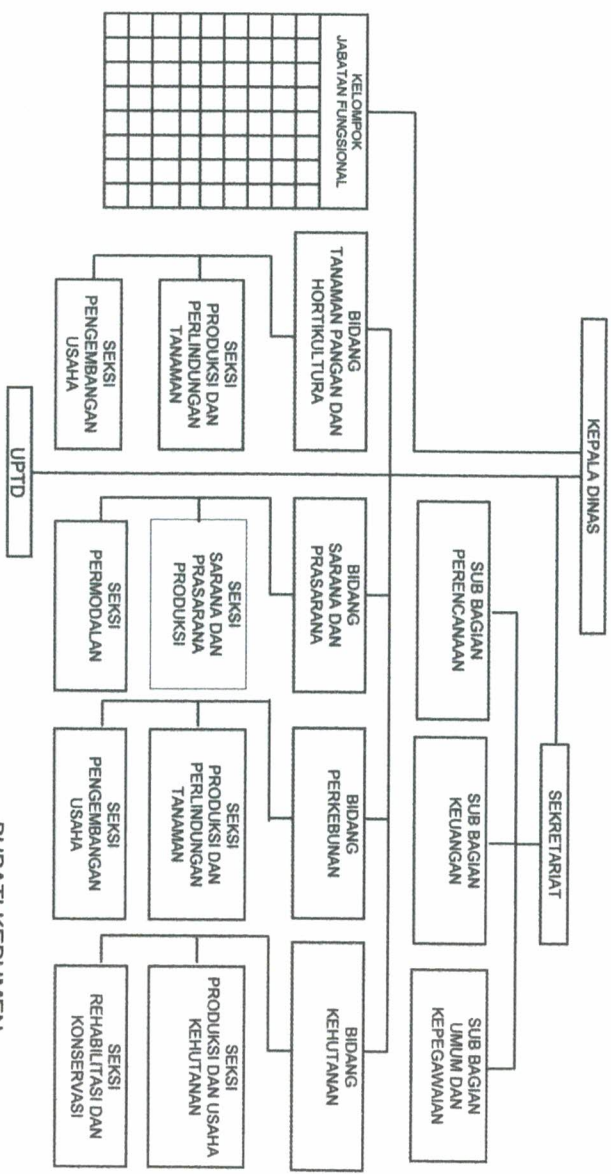 KEPALA DINAS
SEKRETARIAT
SUB BAGIAN
PERENCANAAN
SUB BAGIAN
KEUANGAN
SUB BAGIAN
UMUM DAN
KEPEGAWAIAN
KELOMPOK
JABATAN FUNGSIONAL
BIDANG
TANAMAN PANGAN DAN
HORTIKULTURA
BIDANG
SARANA DAN
PRASARANA
BIDANG
PERKEBUNAN
BIDANG
KEHUTANAN
SEKSI
PRODUKSI DAN
PERLINDUNGAN
TANAMAN
SEKSI
SARANA DAN
PRASARANA
PRODUKSI
SEKSI
PRODUKSI DAN
PERLINDUNGAN
TANAMAN
SEKSI
PRODUKSI DAN USAHA
KEHUTANAN
SEKSI
PENGEMBANGAN
USAHA
SEKSI
PERMODALAN
SEKSI
PENGEMBANGAN
USAHA
SEKSI
REHABILITASI DAN
KONSERVASI
UPTD
BUPATI KEBUMEN